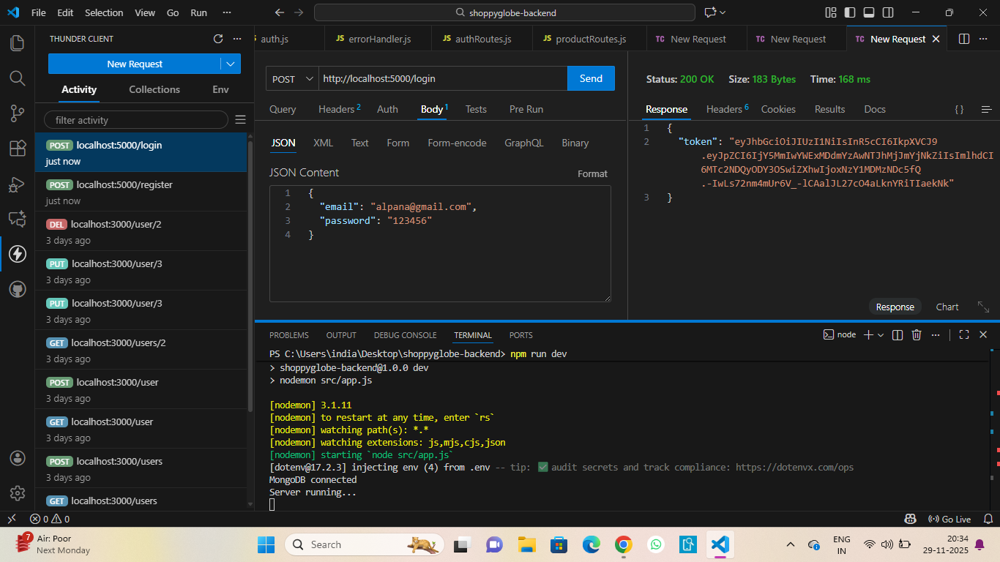 File Edit Selection View Go Run ···
shoppyglobe-backend
THUNDER CLIENT
New Request
Activity Collections Env
filter activity
POST localhost:5000/login
just now
POST localhost:5000/register
just now
DEL localhost:3000/user/2
3 days ago
PUT localhost:3000/user/3
3 days ago
PUT localhost:3000/user/3
3 days ago
GET localhost:3000/users/2
3 days ago
POST localhost:3000/user
3 days ago
GET localhost:3000/user
3 days ago
POST localhost:3000/users
3 days ago
GET localhost:3000/users
auth.js
JS errorHandler.js
JS authRoutes.js
JS productRoutes.js
TC New Request
TC New Request
TC New Request
POST http://localhost:5000/login Send
Query Headers 2 Auth Body 1 Tests Pre Run
JSON XML Text Form Form-encode GraphQL Binary
JSON Content Format
1 {
2 "email": "alpana@gmail.com",
3 "password": "123456"
4 }
Status: 200 OK Size: 183 Bytes Time: 168 ms
Response Headers 6 Cookies Results Docs { }
1 {
2 "token": "eyJhbGciOiJIUzI1NiIsInR5cCI6IkpXVCJ9
.eyJpZCI6IjY5MmIwYWExMDdmYzAwNTJhMjJmYjNkZiIsImlhdCI
6MTc2NDQyODY3OSwiZXhwIjoxNzY1MDMzNDc5fQ
.-IwLs72nm4mUr6V_-lCAalJL27cO4aLknYRiTIaekNk"
3 }
Response Chart
PROBLEMS OUTPUT DEBUG CONSOLE TERMINAL PORTS
node
PS C:\Users\india\Desktop\shoppyglobe-backend> npm run dev
> shoppyglobe-backend@1.0.0 dev
> nodemon src/app.js
[nodemon] 3.1.11
[nodemon] to restart at any time, enter `rs`
[nodemon] watching path(s): *.*
[nodemon] watching extensions: js,mjs,cjs,json
[nodemon] starting `node src/app.js`
[dotenv@17.2.3] injecting env (4) from .env -- tip: ✅ audit secrets and track compliance: https://dotenvx.com/ops
MongoDB connected
Server running...
0 0
Go Live
7
Air: Poor
Next Monday
Search
ENG
IN
20:34
29-11-2025